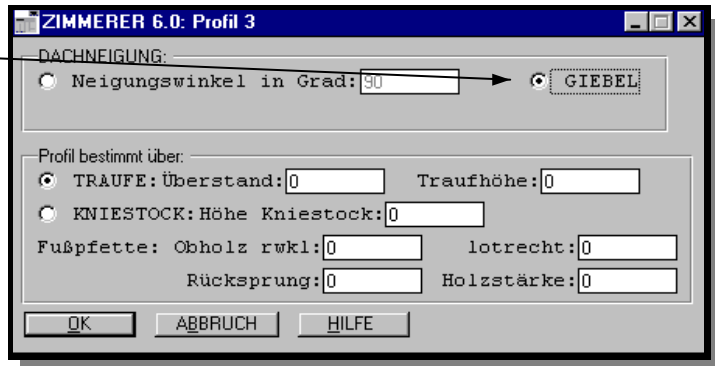 ZIMMERER 6.0: Profil 3
DACHNEIGUNG:
Neigungswinkel in Grad: 90 GIEBEL
Profil bestimmt über:
TRAUFE: Überstand: 0 Traufhöhe: 0
KNIESTOCK: Höhe Kniestock: 0
Fußpfette: Obholz rwkl: 0 lotrecht: 0
Rücksprung: 0 Holzstärke: 0
OK ABBRUCH HILFE